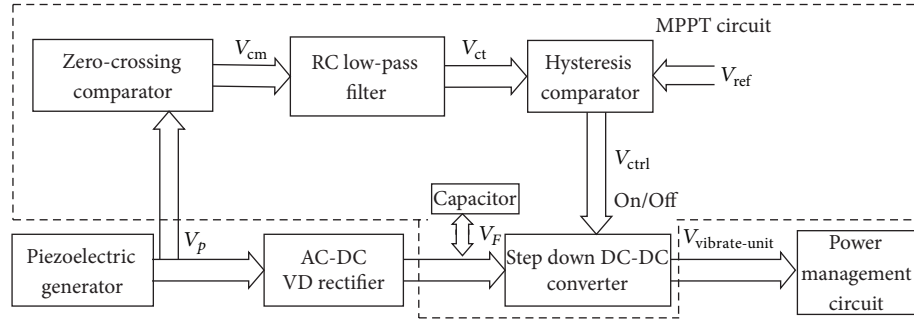 MPPT circuit
Zero-crossing
comparator
V_cm
RC low-pass
filter
V_ct
Hysteresis
comparator
V_ref
V_ctrl
On/Off
Capacitor
Piezoelectric
generator
V_p
AC-DC
VD rectifier
V_F
Step down DC-DC
converter
V_vibrate-unit
Power
management
circuit